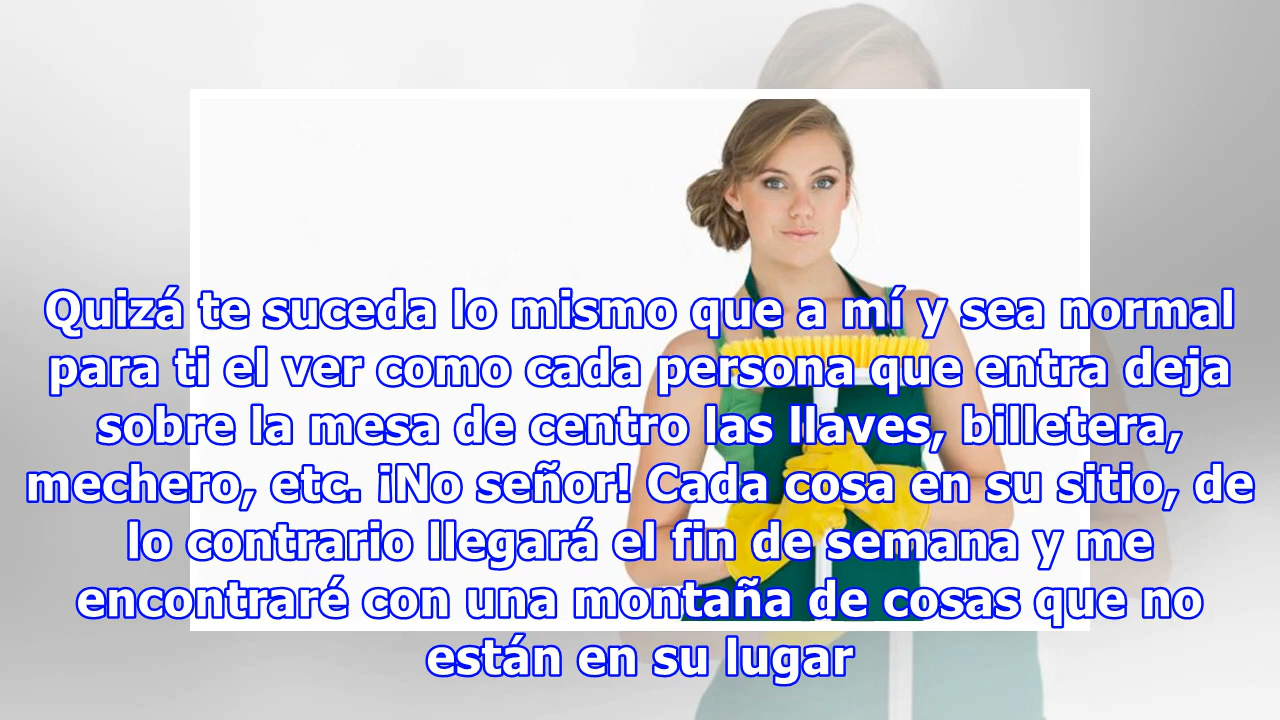 Quizá te suceda lo mismo que a mí y sea normal
para ti el ver como cada persona que entra deja
sobre la mesa de centro las llaves, billetera,
mechero, etc. ¡No señor! Cada cosa en su sitio, de
lo contrario llegará el fin de semana y me
encontraré con una montaña de cosas que no
están en su lugar